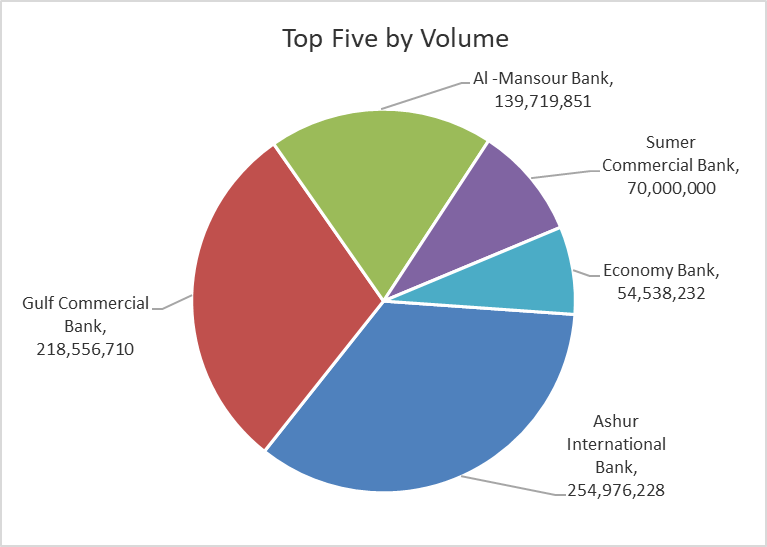 Top Five by Volume
Al -Mansour Bank,
139,719,851
Sumer
Commercial Bank,
70,000,000
Economy Bank,
54,538,232
Gulf Commercial
Bank,
218,556,710
Ashur
International
Bank,
254,976,228